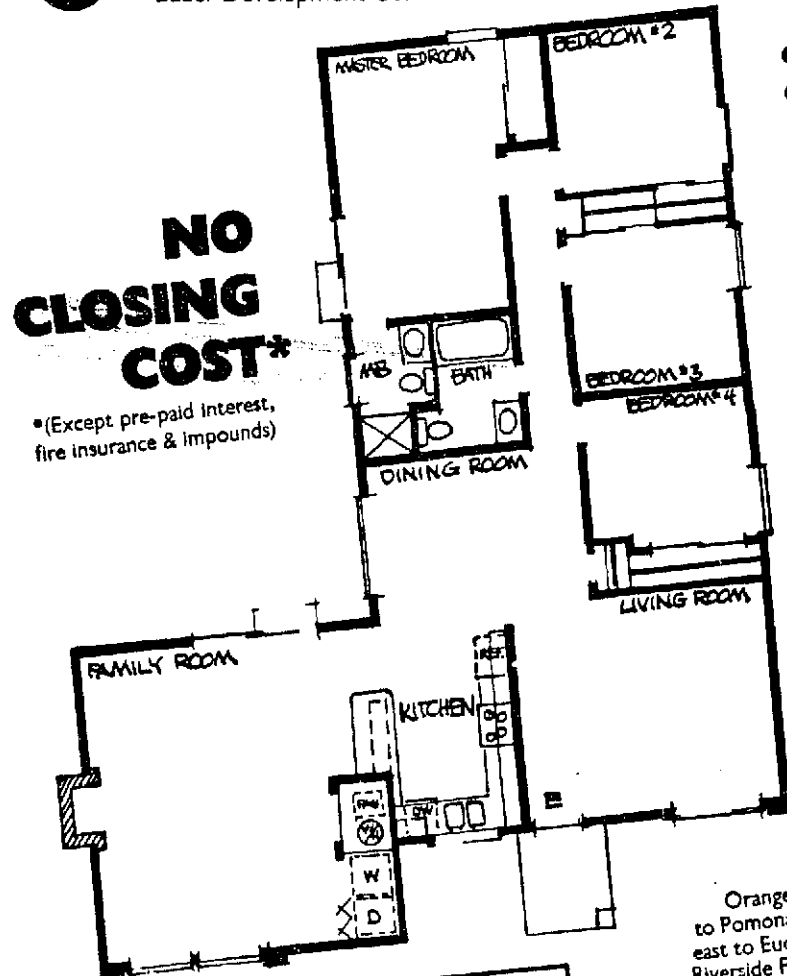 MASTER BEDROOM
BEDROOM #2
NO
CLOSING
COST*
*(Except pre-paid interest,
fire insurance & impounds)
MB
BATH
BEDROOM #3
BEDROOM #4
DINING ROOM
LIVING ROOM
FAMILY ROOM
REF.
KITCHEN
DW
W
D
Orange
to Pomona
east to
Riverside